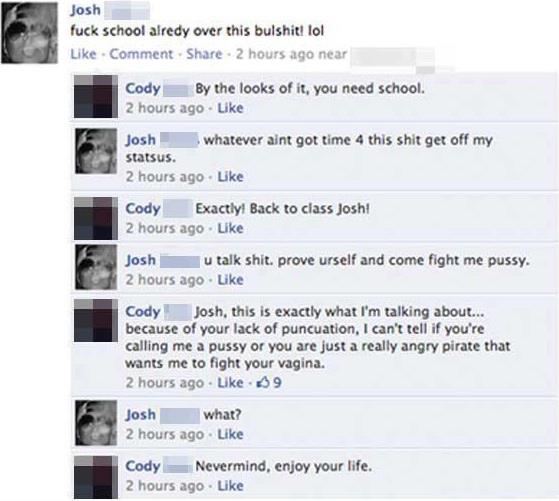 Josh
fuck school alredy over this bulshit! lol
Like · Comment · Share · 2 hours ago near
Cody By the looks of it, you need school.
2 hours ago · Like
Josh whatever aint got time 4 this shit get off my
statsus.
2 hours ago · Like
Cody Exactly! Back to class Josh!
2 hours ago · Like
Josh u talk shit. prove urself and come fight me pussy.
2 hours ago · Like
Cody Josh, this is exactly what I'm talking about...
because of your lack of puncuation, I can't tell if you're
calling me a pussy or you are just a really angry pirate that
wants me to fight your vagina.
2 hours ago · Like · 9
Josh what?
2 hours ago · Like
Cody Nevermind, enjoy your life.
2 hours ago · Like